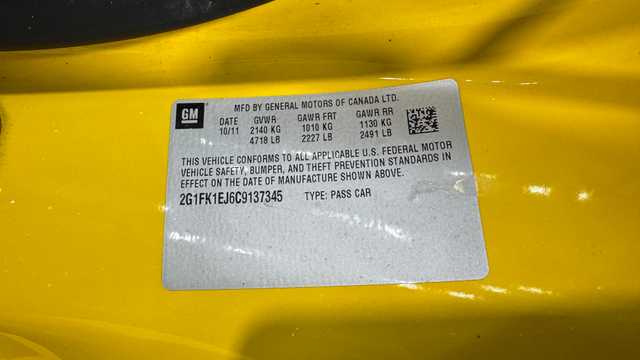 GM
MFD BY GENERAL MOTORS OF CANADA LTD.
DATE GVWR GAWR FRT GAWR RR
10/11 2140 KG 1010 KG 1130 KG
4718 LB 2227 LB 2491 LB
THIS VEHICLE CONFORMS TO ALL APPLICABLE U.S. FEDERAL MOTOR
VEHICLE SAFETY, BUMPER, AND THEFT PREVENTION STANDARDS IN
EFFECT ON THE DATE OF MANUFACTURE SHOWN ABOVE.
2G1FK1EJ6C9137345 TYPE: PASS CAR